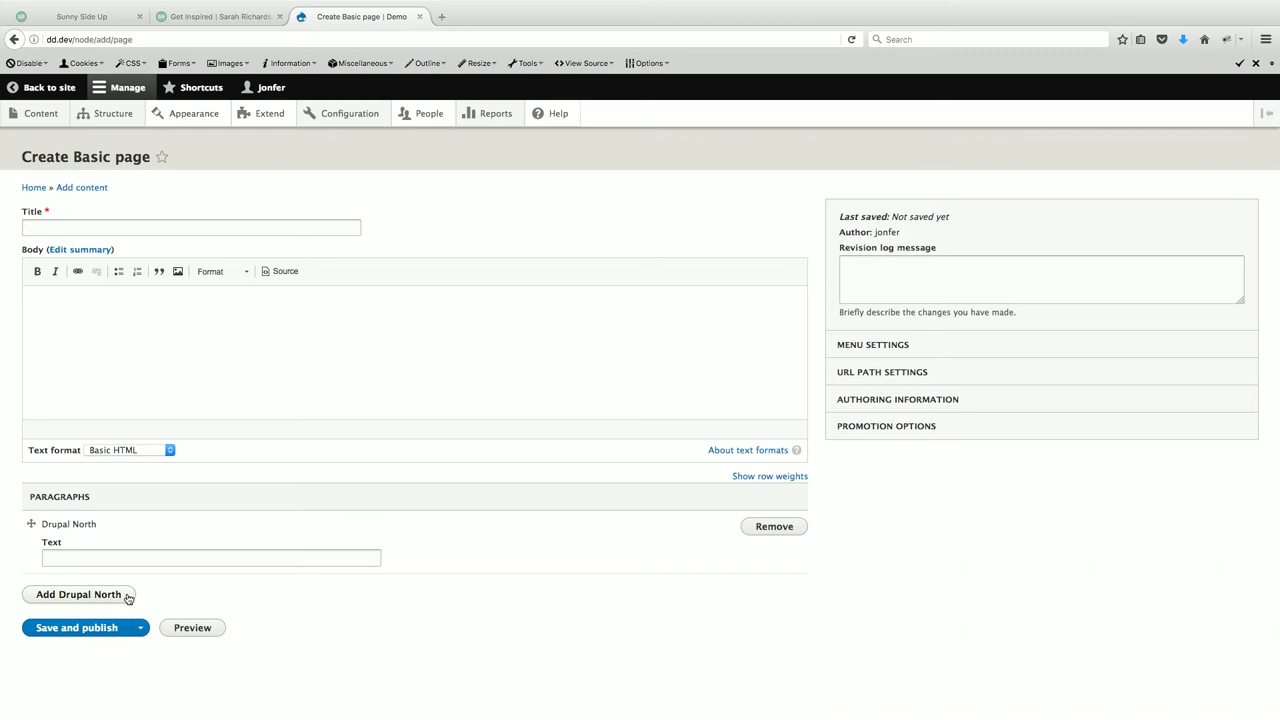 Sunny Side Up
Get Inspired | Sarah Richards
Create Basic page | Demo
dd.dev/node/add/page
Search
Disable Cookies CSS Forms Images Information Miscellaneous Outline Resize Tools View Source Options
Back to site Manage Shortcuts jonfer
Content Structure Appearance Extend Configuration People Reports Help
Create Basic page
Home » Add content
Title *
Body (Edit summary)
B I Format Source
Text format Basic HTML
About text formats ?
Show row weights
PARAGRAPHS
Drupal North
Remove
Text
Add Drupal North
Save and publish
Preview
Last saved: Not saved yet
Author: jonfer
Revision log message
Briefly describe the changes you have made.
MENU SETTINGS
URL PATH SETTINGS
AUTHORING INFORMATION
PROMOTION OPTIONS